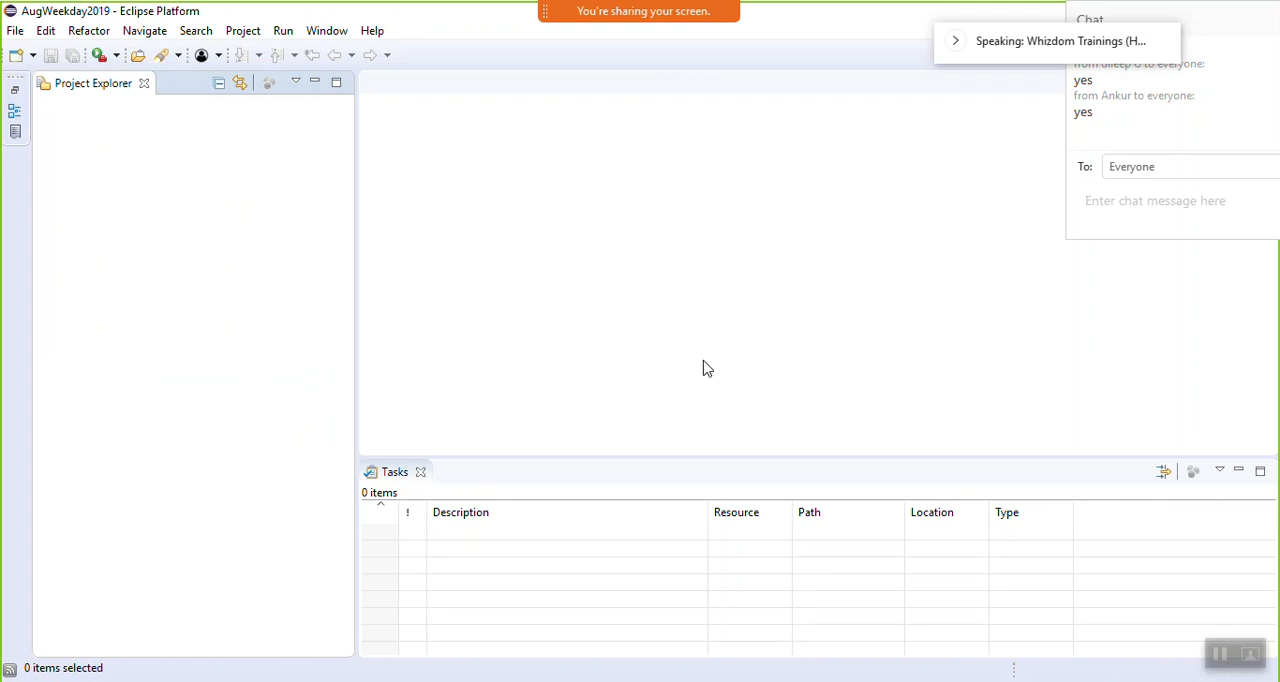 AugWeekday2019 - Eclipse Platform
You're sharing your screen.
File Edit Refactor Navigate Search Project Run Window Help
Chat
Speaking: Whizdom Trainings (H...
from dileep G to everyone:
yes
from Ankur to everyone:
yes
To: Everyone
Enter chat message here
Project Explorer
Tasks
0 items
! Description Resource Path Location Type
0 items selected